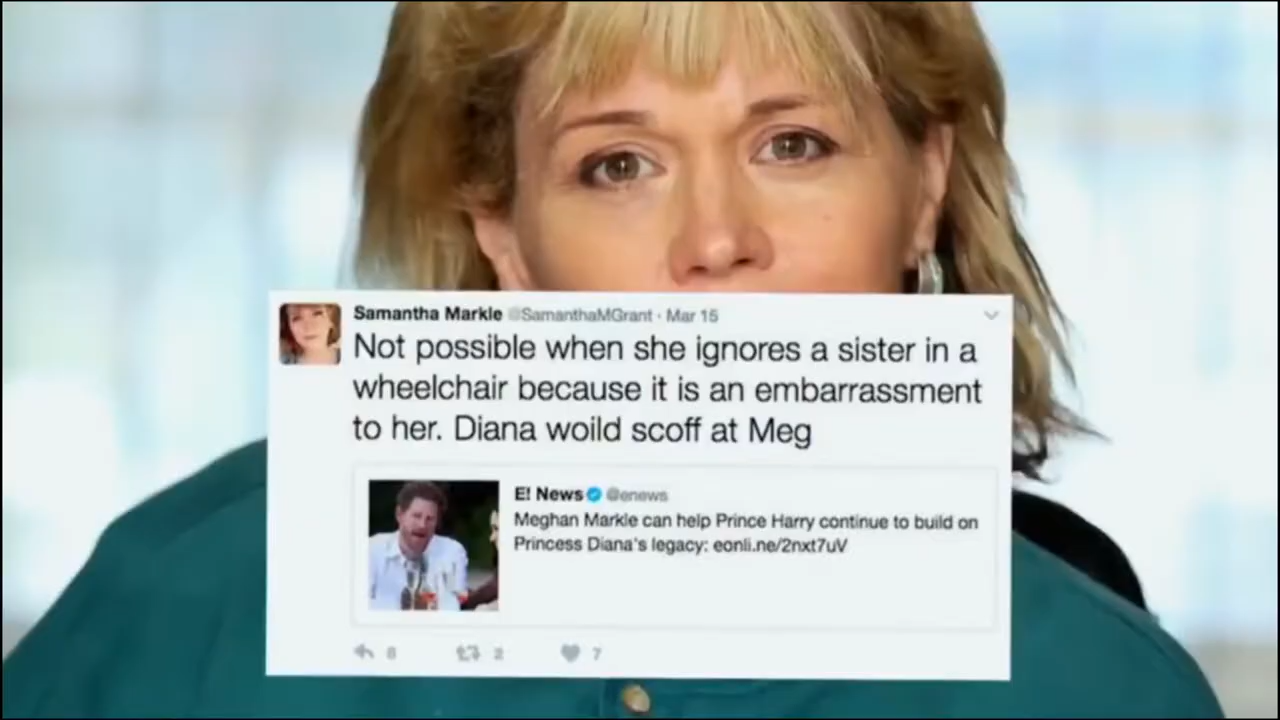 Samantha Markle @SamanthaMGrant · Mar 15
Not possible when she ignores a sister in a
wheelchair because it is an embarrassment
to her. Diana woild scoff at Meg
E! News @enews
Meghan Markle can help Prince Harry continue to build on
Princess Diana's legacy: eonli.ne/2nxt7uV
8 2 7